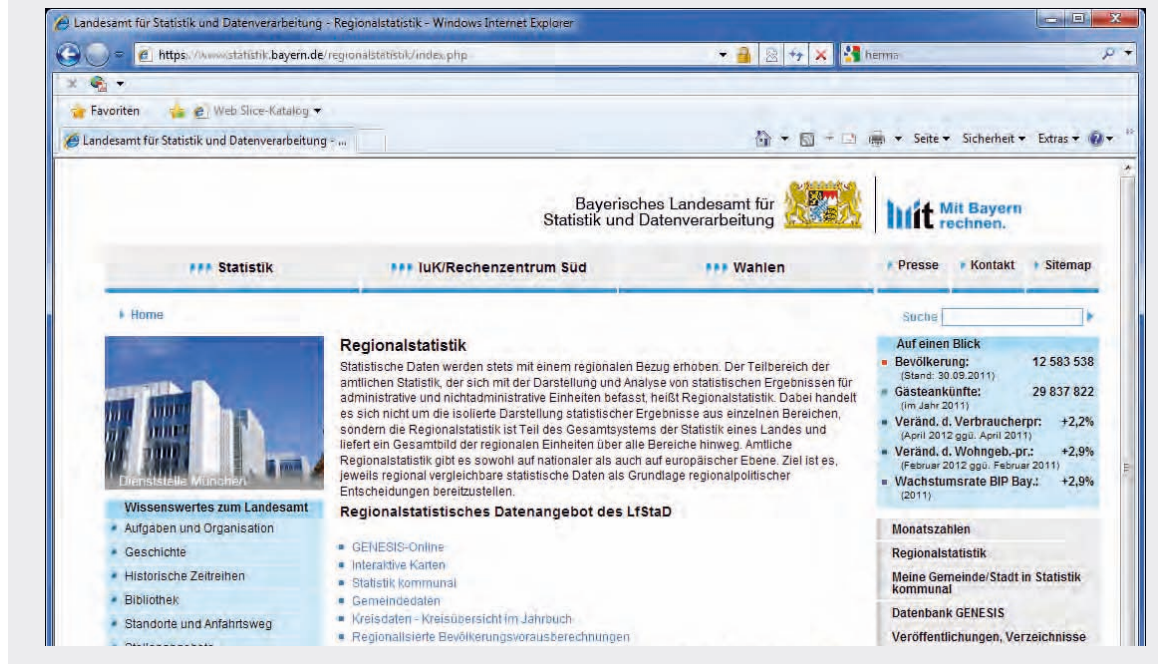 Landesamt für Statistik und Datenverarbeitung - Regionalstatistik - Windows Internet Explorer
https://www.statistik.bayern.de/regionalstatistik/index.php
herma
Favoriten
Web Slice-Katalog
Landesamt für Statistik und Datenverarbeitung - ...
Seite
Sicherheit
Extras
Bayerisches Landesamt für
Statistik und Datenverarbeitung
Mit Bayern
rechnen.
Statistik
IuK/Rechenzentrum Süd
Wahlen
Presse
Kontakt
Sitemap
Home
Suche
Dienststelle München
Wissenswertes zum Landesamt
Aufgaben und Organisation
Geschichte
Historische Zeitreihen
Bibliothek
Standorte und Anfahrtsweg
Stellenangebote
Regionalstatistik
Statistische Daten werden stets mit einem regionalen Bezug erhoben. Der Teilbereich der
amtlichen Statistik, der sich mit der Darstellung und Analyse von statistischen Ergebnissen für
administrative und nichtadministrative Einheiten befasst, heißt Regionalstatistik. Dabei handelt
es sich nicht um die isolierte Darstellung statistischer Ergebnisse aus einzelnen Bereichen,
sondern die Regionalstatistik ist Teil des Gesamtsystems der Statistik eines Landes und
liefert ein Gesamtbild der regionalen Einheiten über alle Bereiche hinweg. Amtliche
Regionalstatistik gibt es sowohl auf nationaler als auch auf europäischer Ebene. Ziel ist es,
jeweils regional vergleichbare statistische Daten als Grundlage regionalpolitischer
Entscheidungen bereitzustellen.
Regionalstatistisches Datenangebot des LfStaD
GENESIS-Online
Interaktive Karten
Statistik kommunal
Gemeindedaten
Kreisdaten - Kreisübersicht im Jahrbuch
Regionalisierte Bevölkerungsvorausberechnungen
Auf einen Blick
Bevölkerung: 12 583 538
(Stand: 30.09.2011)
Gästeankünfte: 29 837 822
(im Jahr 2011)
Veränd. d. Verbraucherpr: +2,2%
(April 2012 ggü. April 2011)
Veränd. d. Wohngeb.-pr.: +2,9%
(Februar 2012 ggü. Februar 2011)
Wachstumsrate BIP Bay.: +2,9%
(2011)
Monatszahlen
Regionalstatistik
Meine Gemeinde/Stadt in Statistik
kommunal
Datenbank GENESIS
Veröffentlichungen, Verzeichnisse